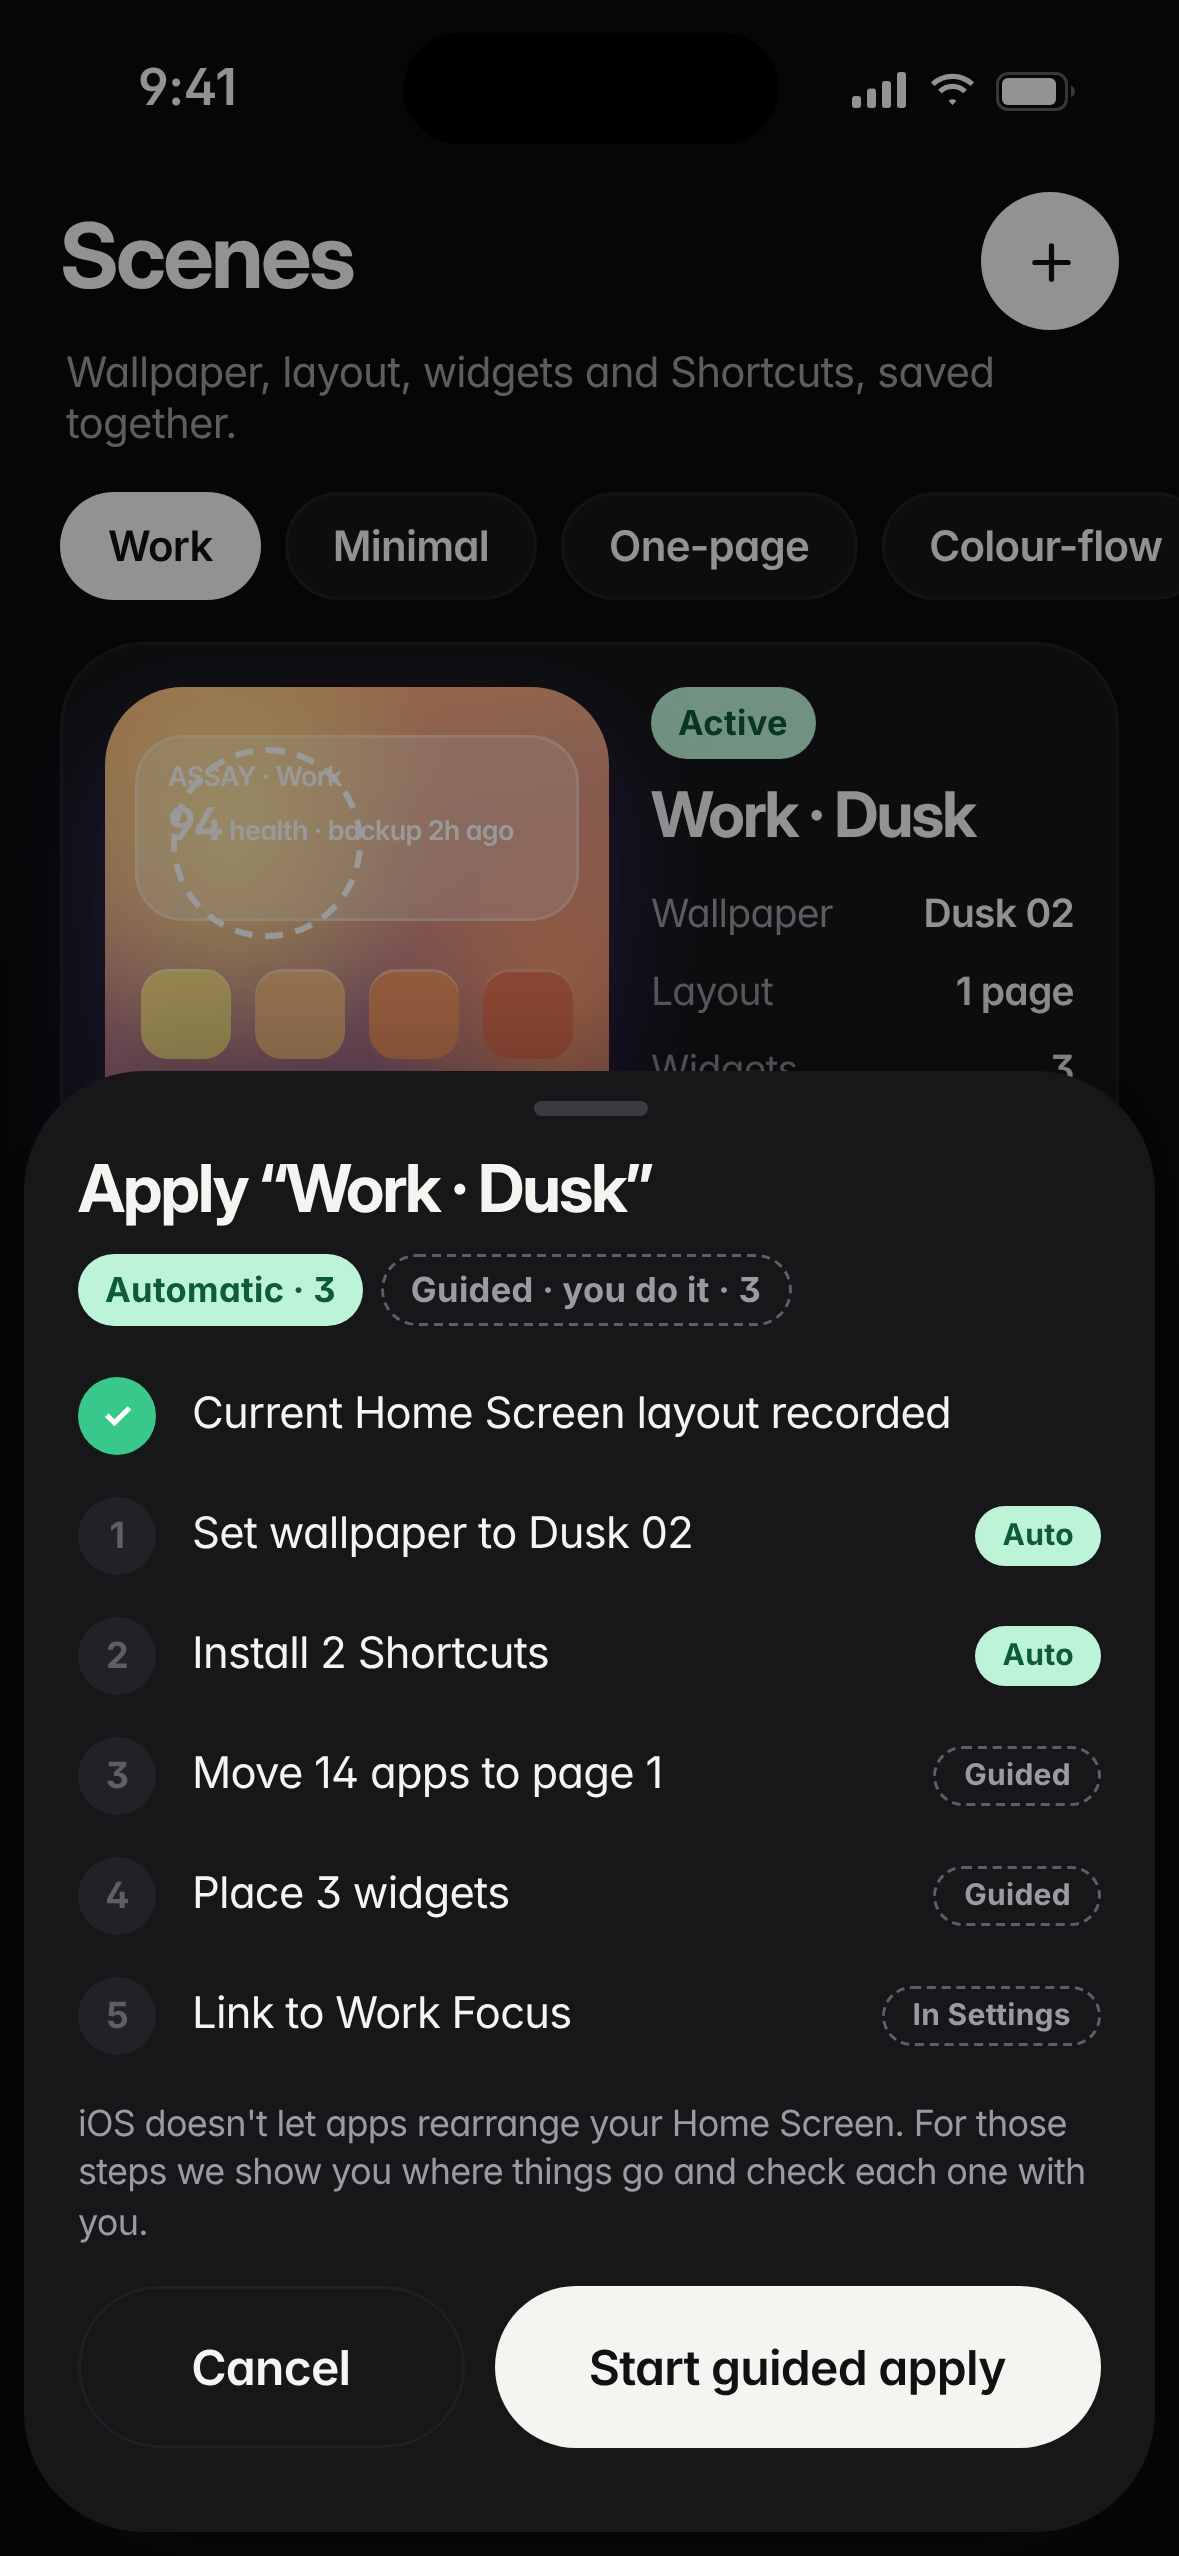 9:41
Scenes
Wallpaper, layout, widgets and Shortcuts, saved
together.
Work
Minimal
One-page
Colour-flow
ASSAY · Work
94 health · backup 2h ago
Active
Work · Dusk
Wallpaper Dusk 02
Layout 1 page
Widgets 3
Apply “Work · Dusk”
Automatic · 3
Guided · you do it · 3
Current Home Screen layout recorded
1 Set wallpaper to Dusk 02 Auto
2 Install 2 Shortcuts Auto
3 Move 14 apps to page 1 Guided
4 Place 3 widgets Guided
5 Link to Work Focus In Settings
iOS doesn't let apps rearrange your Home Screen. For those
steps we show you where things go and check each one with
you.
Cancel
Start guided apply